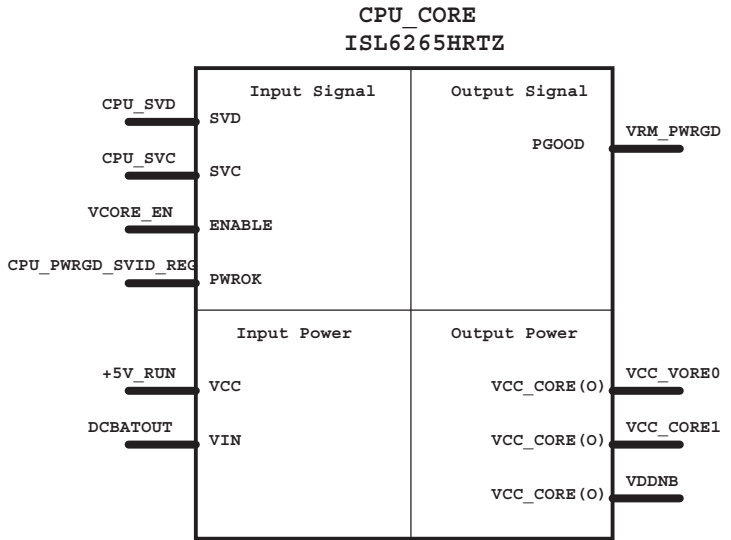 CPU_CORE
ISL6265HRTZ
Input Signal
Output Signal
CPU_SVD
SVD
PGOOD
VRM_PWRGD
CPU_SVC
SVC
VCORE_EN
ENABLE
CPU_PWRGD_SVID_REG
PWROK
Input Power
Output Power
+5V_RUN
VCC
VCC_CORE(O)
VCC_VORE0
DCBATOUT
VIN
VCC_CORE(O)
VCC_CORE1
VCC_CORE(O)
VDDNB